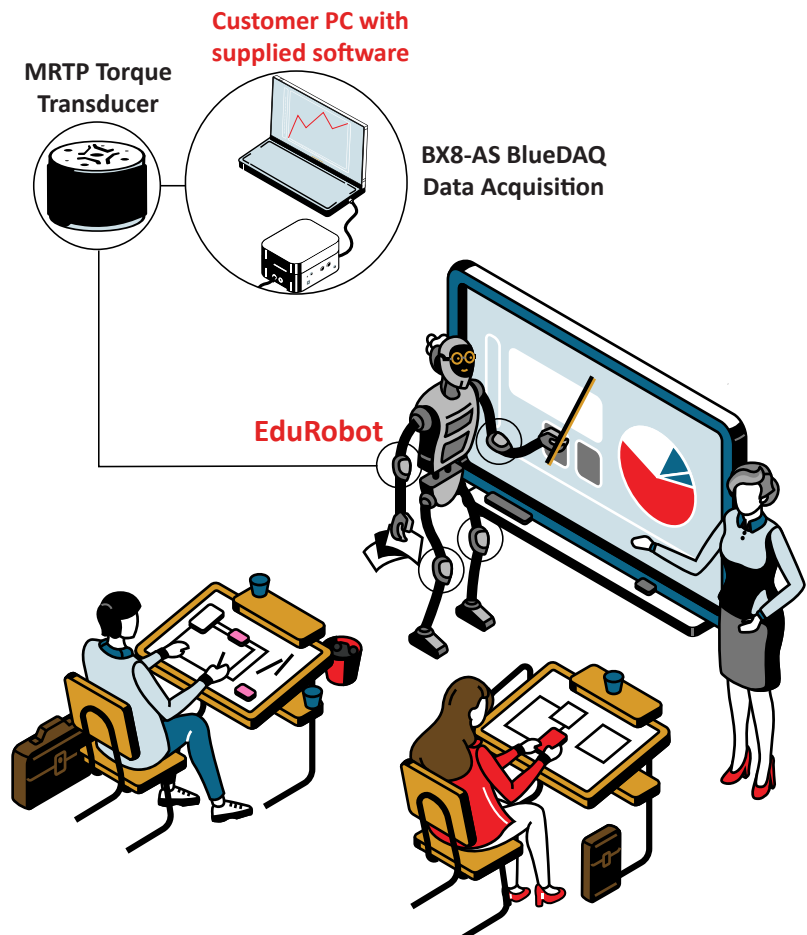 Customer PC with
supplied software
MRTP Torque
Transducer
BX8-AS BlueDAQ
Data Acquisition
EduRobot